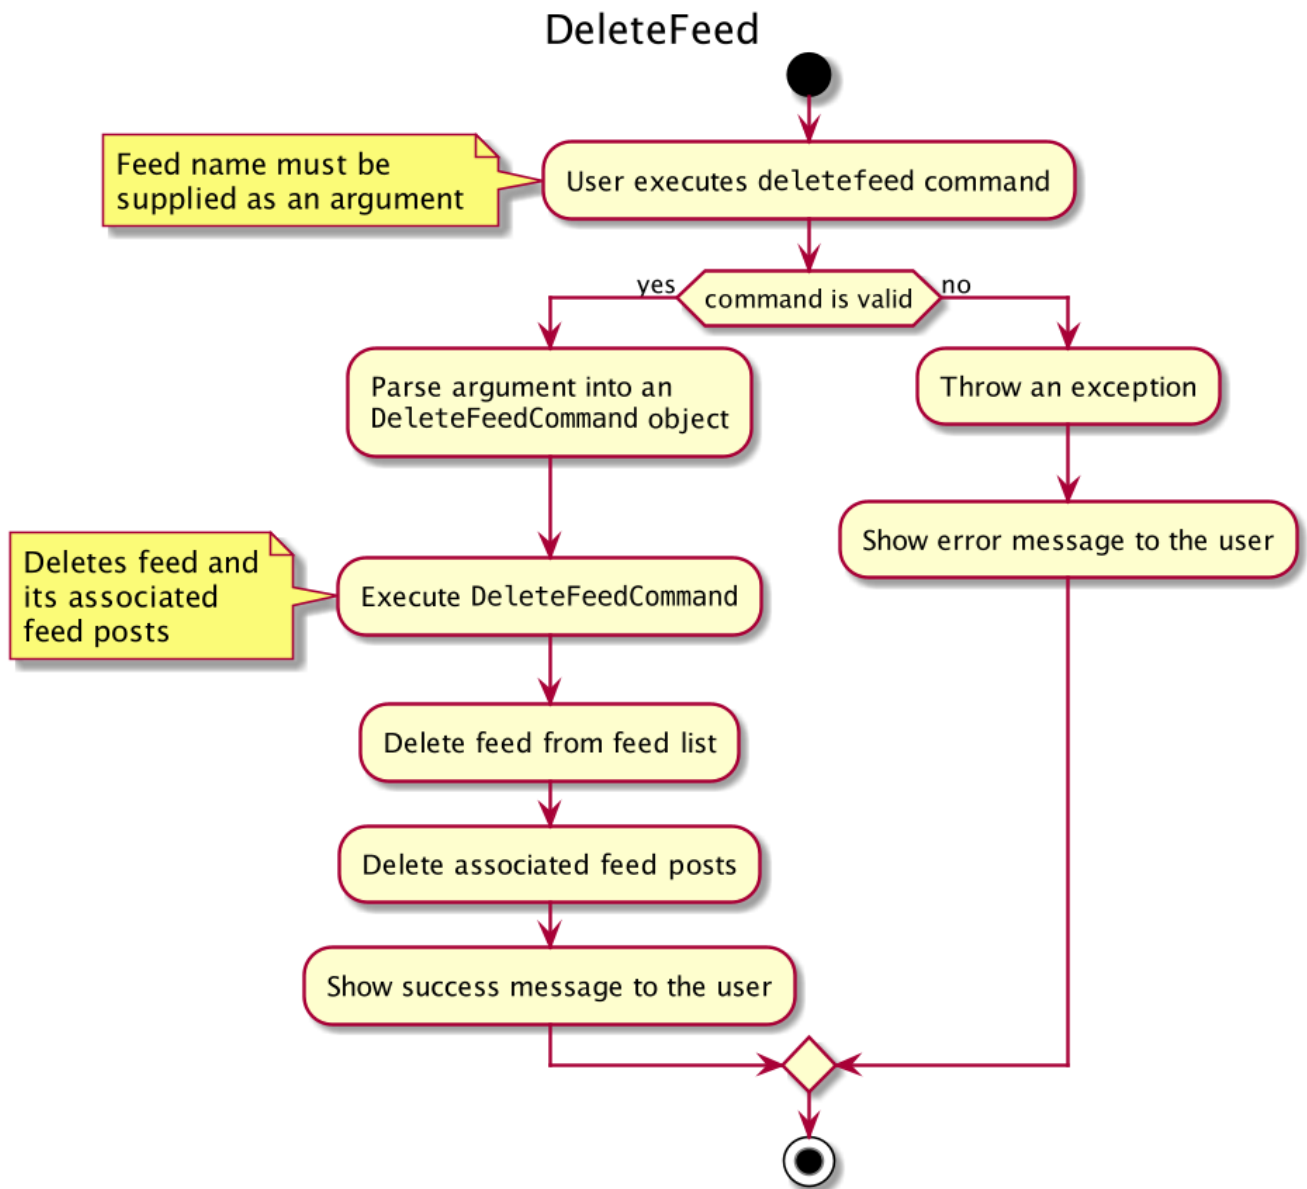 DeleteFeed
Feed name must be
supplied as an argument
User executes deletefeed command
yes
command is valid
no
Parse argument into an
DeleteFeedCommand object
Throw an exception
Show error message to the user
Deletes feed and
its associated
feed posts
Execute DeleteFeedCommand
Delete feed from feed list
Delete associated feed posts
Show success message to the user